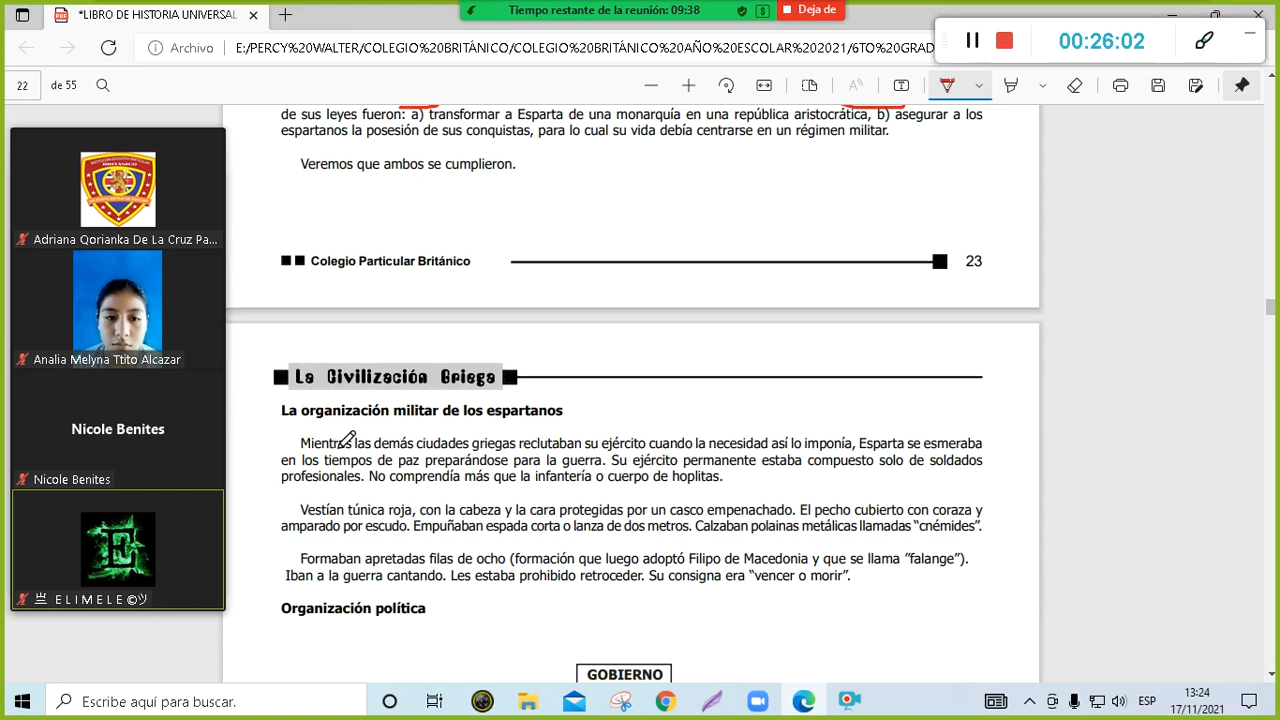 *LIBRO DE HISTORIA UNIVERSAL
Tiempo restante de la reunión: 09:38
Deja de
Archivo
E:/PERCY%20WALTER/COLEGIO%20BRITÁNICO/COLEGIO%20BRITÁNICO%20AÑO%20ESCOLAR%202021/6TO%20GRAD
00:26:02
22 de 55
de sus leyes fueron: a) transformar a Esparta de una monarquía en una república aristocrática, b) asegurar a los
espartanos la posesión de sus conquistas, para lo cual su vida debía centrarse en un régimen militar.
Veremos que ambos se cumplieron.
Colegio Particular Británico
23
BRITÁNICO
Adriana Qorianka De La Cruz Pa...
Analia Melyna Ttito Alcazar
Nicole Benites
Nicole Benites
E
E L I M E L E ©ツ
La Civilización Griega
La organización militar de los espartanos
Mientras las demás ciudades griegas reclutaban su ejército cuando la necesidad así lo imponía, Esparta se esmeraba
en los tiempos de paz preparándose para la guerra. Su ejército permanente estaba compuesto solo de soldados
profesionales. No comprendía más que la infantería o cuerpo de hoplitas.
Vestían túnica roja, con la cabeza y la cara protegidas por un casco empenachado. El pecho cubierto con coraza y
amparado por escudo. Empuñaban espada corta o lanza de dos metros. Calzaban polainas metálicas llamadas “cnémides”.
Formaban apretadas filas de ocho (formación que luego adoptó Filipo de Macedonia y que se llama ”falange”).
Iban a la guerra cantando. Les estaba prohibido retroceder. Su consigna era “vencer o morir”.
Organización política
GOBIERNO
Escribe aquí para buscar.
ESP
13:24
17/11/2021